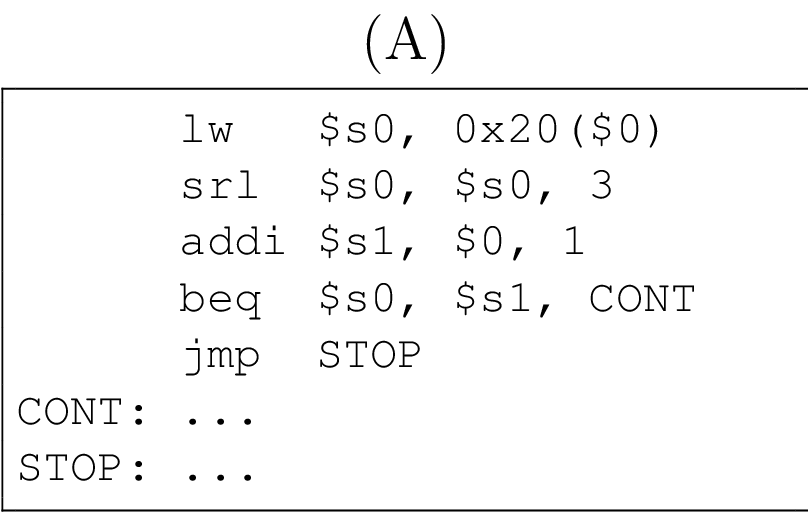 (A)
lw $s0, 0x20($0)
srl $s0, $s0, 3
addi $s1, $0, 1
beq $s0, $s1, CONT
jmp STOP
CONT: ...
STOP: ...